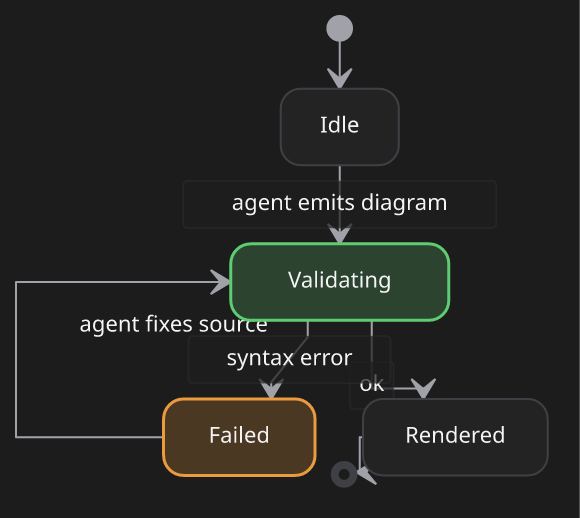 Idle
agent emits diagram
Validating
agent fixes source
syntax error
ok
Failed
Rendered